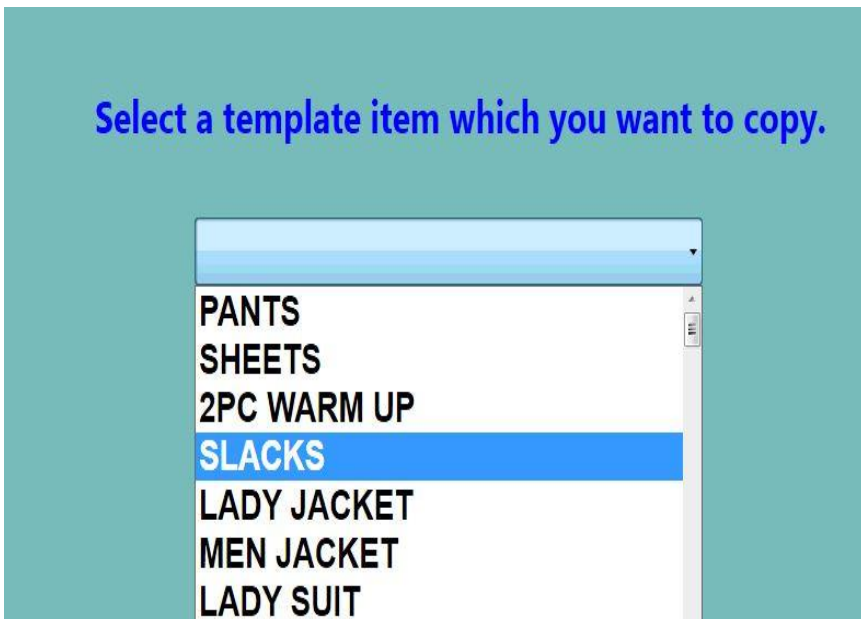 Select a template item which you want to copy.
PANTS
SHEETS
2PC WARM UP
SLACKS
LADY JACKET
MEN JACKET
LADY SUIT